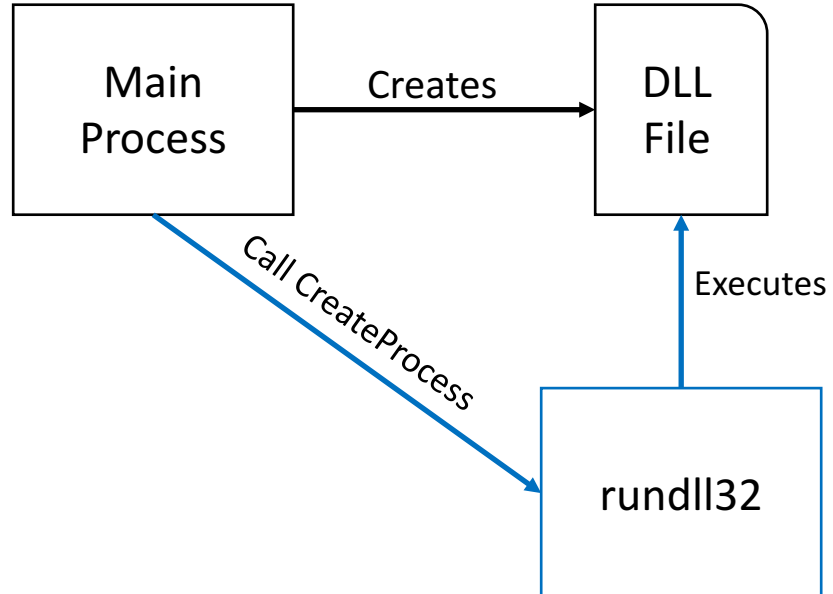 Main
Process
Creates
DLL
File
Call CreateProcess
Executes
rundll32